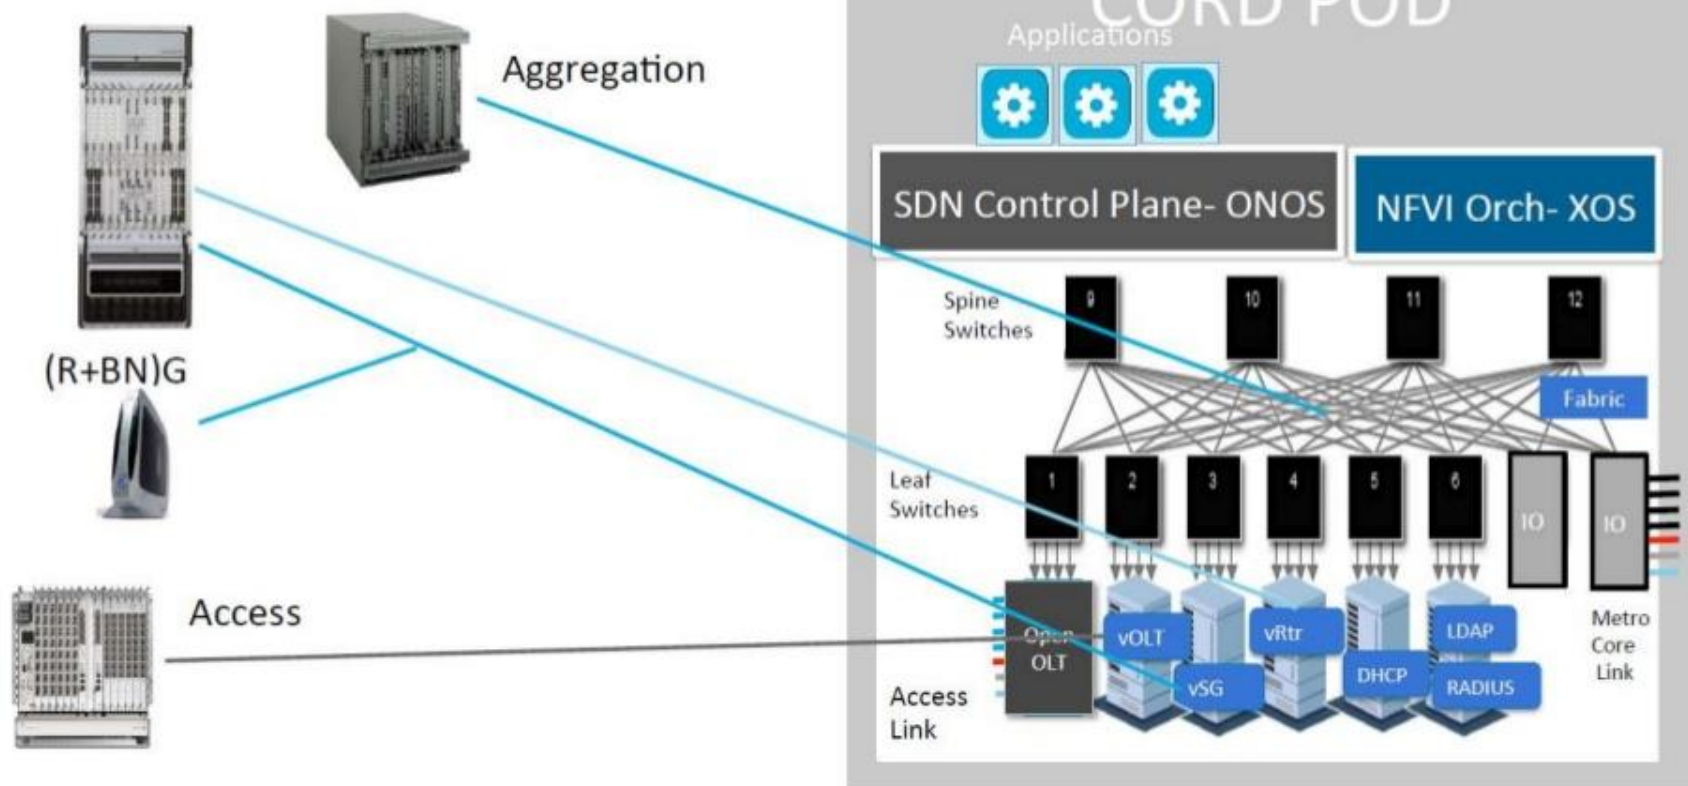 CORD POD
Applications
Aggregation
SDN Control Plane- ONOS
NFVI Orch- XOS
Spine
Switches
9
10
11
12
(R+BN)G
Fabric
Leaf
Switches
1
2
3
4
5
6
IO
IO
Access
Open
OLT
vOLT
vSG
vRtr
DHCP
LDAP
RADIUS
Metro
Core
Link
Access
Link